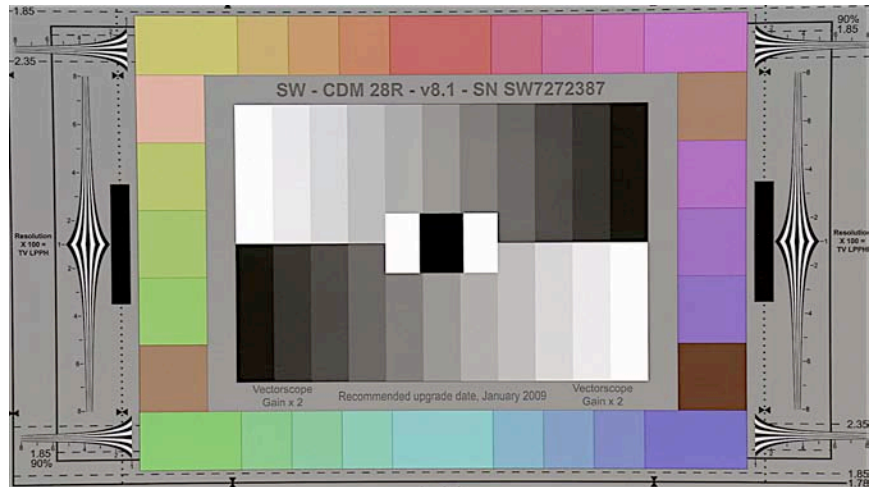 1.85
90%
1.85
2.35
SW - CDM 28R - v8.1 - SN SW7272387
Resolution
X 100 =
TV LPPH
Resolution
X 100 =
TV LPPH
Vectorscope
Gain x 2
Recommended upgrade date, January 2009
Vectorscope
Gain x 2
2.35
1.85
90%
1.85
1.78